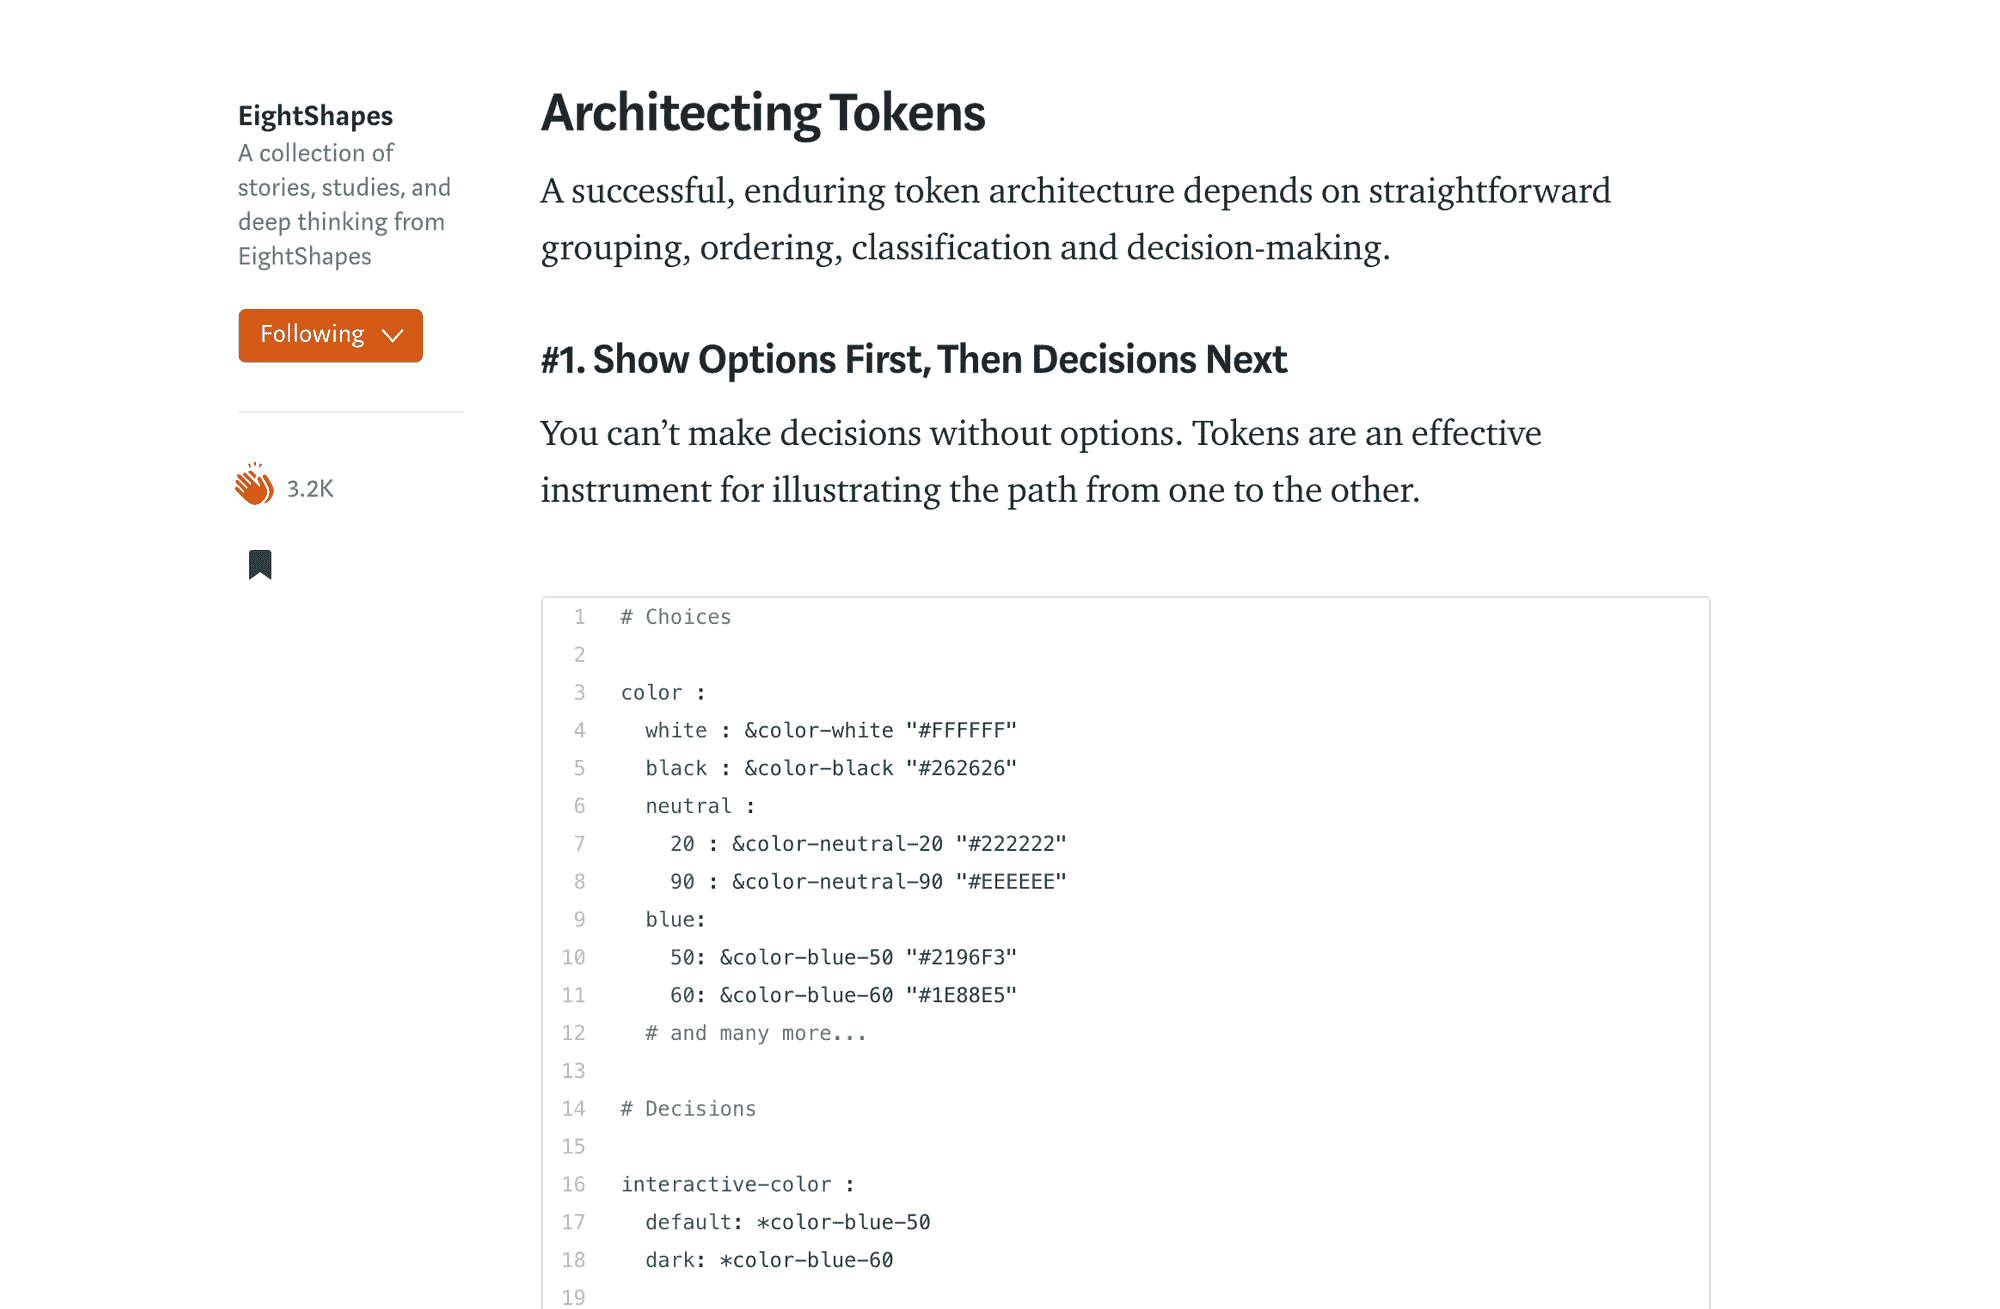 EightShapes
A collection of
stories, studies, and
deep thinking from
EightShapes
Following
3.2K
Architecting Tokens
A successful, enduring token architecture depends on straightforward
grouping, ordering, classification and decision-making.
#1. Show Options First, Then Decisions Next
You can’t make decisions without options. Tokens are an effective
instrument for illustrating the path from one to the other.
1 # Choices
2
3 color :
4   white : &color-white "#FFFFFF"
5   black : &color-black "#262626"
6   neutral :
7     20 : &color-neutral-20 "#222222"
8     90 : &color-neutral-90 "#EEEEEE"
9   blue:
10     50: &color-blue-50 "#2196F3"
11     60: &color-blue-60 "#1E88E5"
12   # and many more...
13
14 # Decisions
15
16 interactive-color :
17   default: *color-blue-50
18   dark: *color-blue-60
19